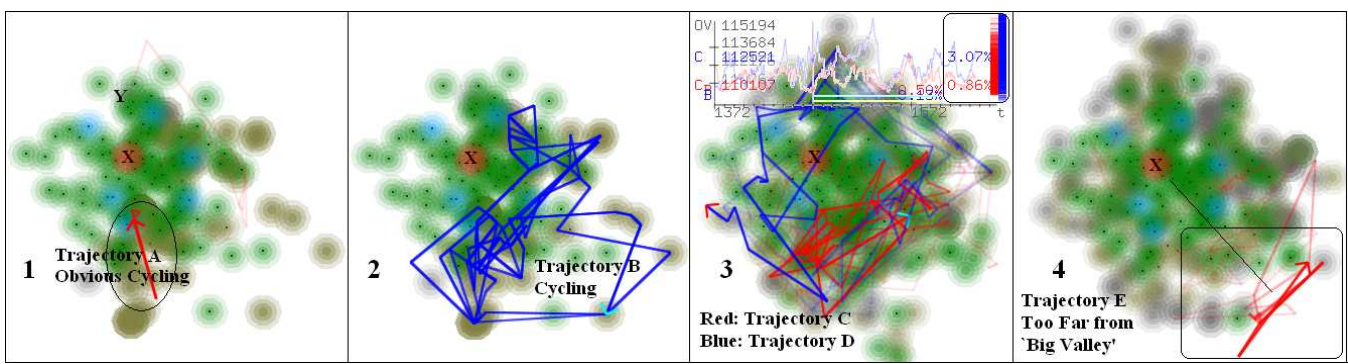 Y
X
Trajectory A
Obvious Cycling
1
X
Trajectory B
Cycling
2
OV 115194
113684
C 112521 3.07%
110107 0.86%
B
1372 1572 t
X
3
Red: Trajectory C
Blue: Trajectory D
X
4
Trajectory E
Too Far from
`Big Valley'